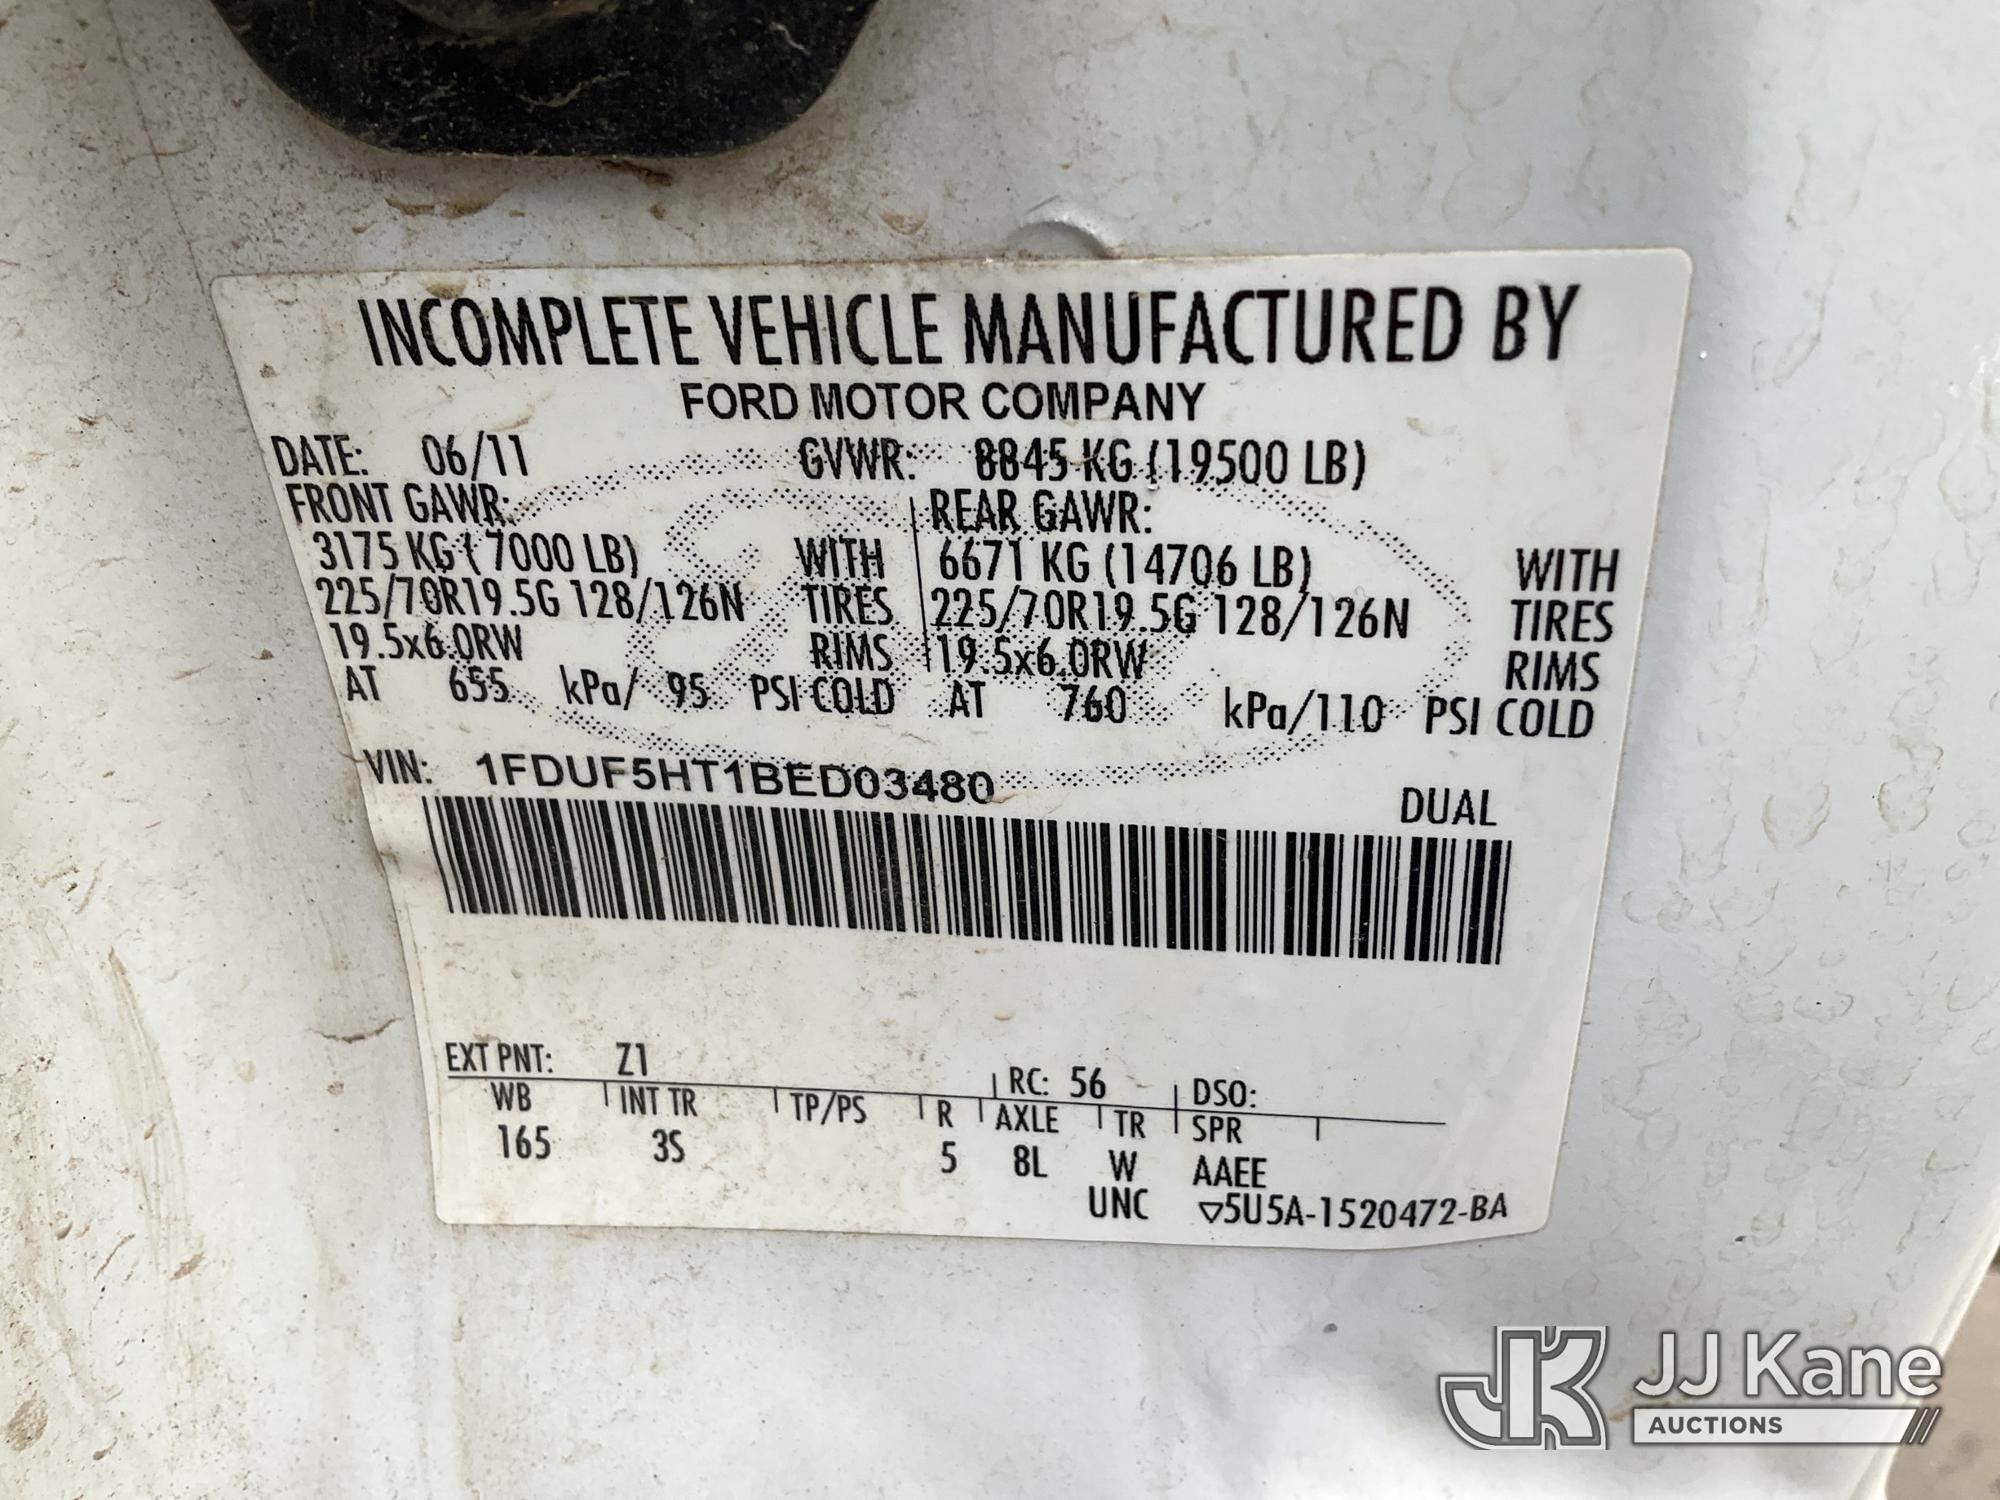 INCOMPLETE VEHICLE MANUFACTURED BY
FORD MOTOR COMPANY
DATE: 06/11 GVWR: 8845 KG (19500 LB)
FRONT GAWR: REAR GAWR:
3175 KG ( 7000 LB) WITH 6671 KG (14706 LB) WITH
225/70R19.5G 128/126N TIRES 225/70R19.5G 128/126N TIRES
19.5x6.0RW RIMS 19.5x6.0RW RIMS
AT 655 kPa/ 95 PSI COLD AT 760 kPa/110 PSI COLD
VIN: 1FDUF5HT1BED03480
DUAL
EXT PNT: Z1 RC: 56 DSO:
WB INT TR TP/PS R AXLE TR SPR
165 3S 5 8L W AAEE
UNC ▽5U5A-1520472-BA
JK JJ Kane
AUCTIONS